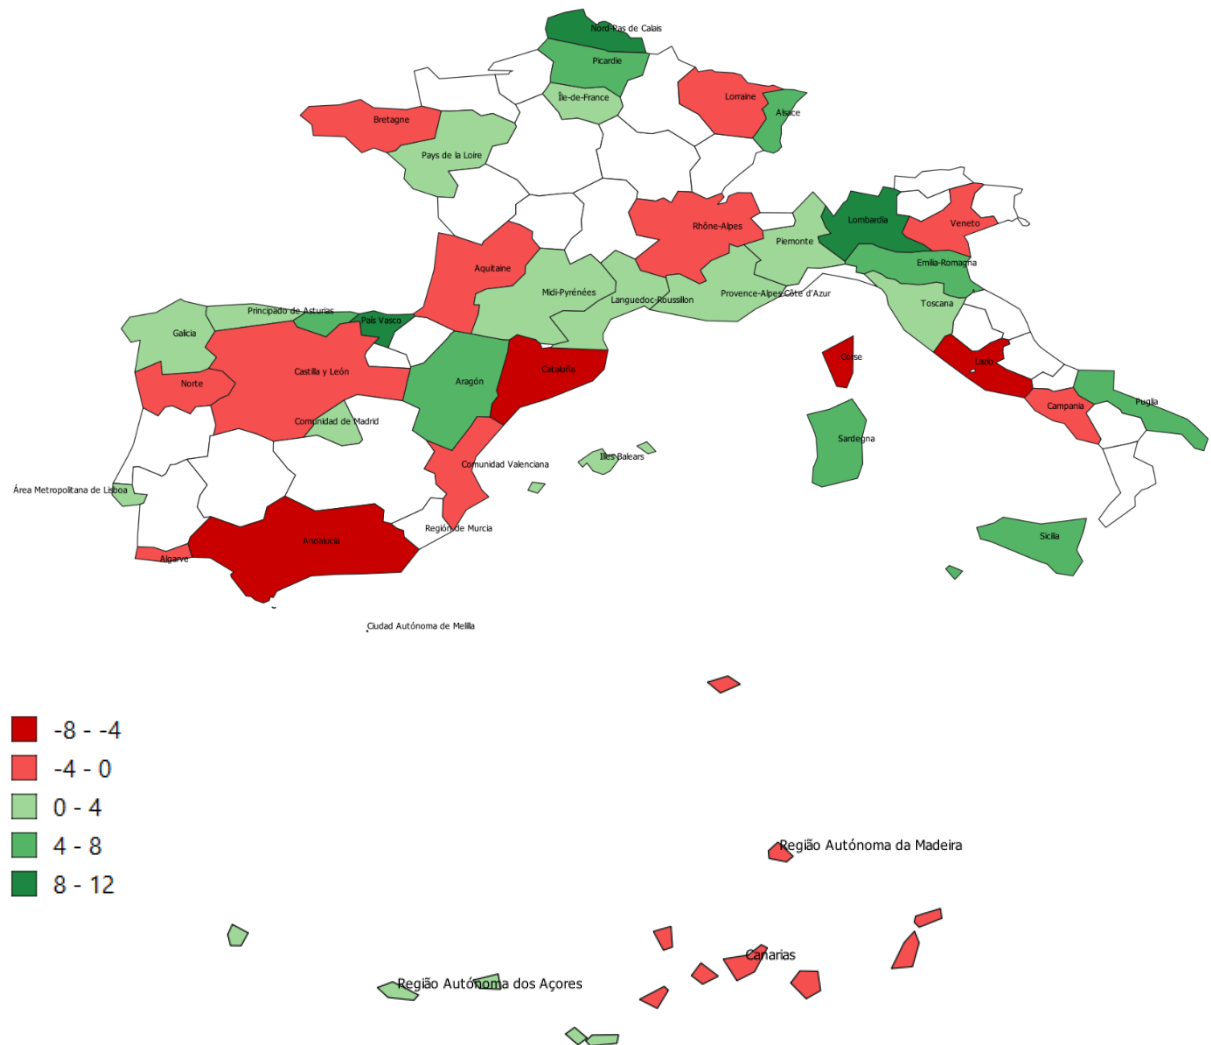 Nord-Pas de Calais
Picardie
Île-de-France
Lorraine
Alsace
Bretagne
Pays de la Loire
Rhône-Alpes
Lombardia
Veneto
Piemonte
Emilia-Romagna
Aquitaine
Midi-Pyrénées
Languedoc-Roussillon
Provence-Alpes-Côte d'Azur
Toscana
Principado de Asturias
País Vasco
Galicia
Corse
Lazio
Norte
Castilla y León
Aragón
Cataluña
Campania
Puglia
Comunidad de Madrid
Sardegna
Illes Balears
Comunidad Valenciana
Área Metropolitana de Lisboa
Región de Murcia
Sicilia
Andalucía
Algarve
Ciudad Autónoma de Melilla
-8 - -4
-4 - 0
0 - 4
4 - 8
8 - 12
Região Autónoma da Madeira
Canarias
Região Autónoma dos Açores